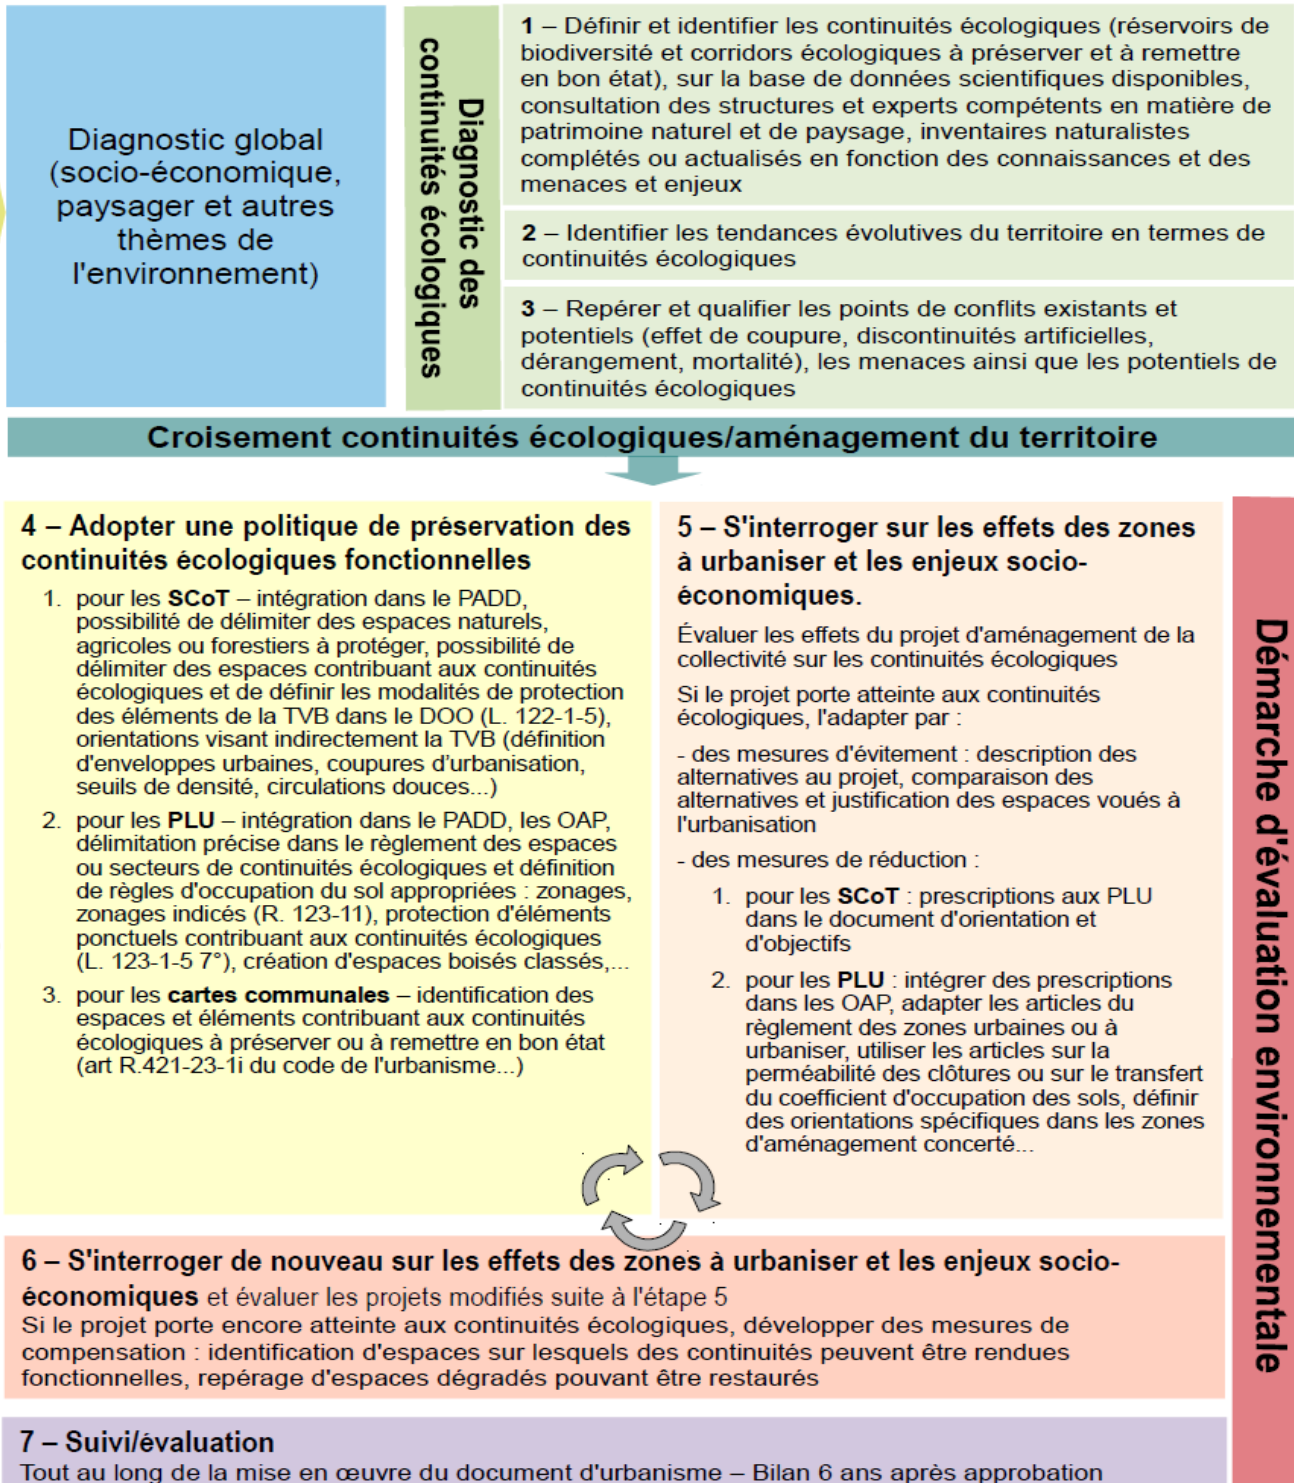 Diagnostic global
(socio-économique,
paysager et autres
thèmes de
l'environnement)
Diagnostic des
continuités écologiques
1 – Définir et identifier les continuités écologiques (réservoirs de
biodiversité et corridors écologiques à préserver et à remettre
en bon état), sur la base de données scientifiques disponibles,
consultation des structures et experts compétents en matière de
patrimoine naturel et de paysage, inventaires naturalistes
complétés ou actualisés en fonction des connaissances et des
menaces et enjeux
2 – Identifier les tendances évolutives du territoire en termes de
continuités écologiques
3 – Repérer et qualifier les points de conflits existants et
potentiels (effet de coupure, discontinuités artificielles,
dérangement, mortalité), les menaces ainsi que les potentiels de
continuités écologiques
Croisement continuités écologiques/aménagement du territoire
4 – Adopter une politique de préservation des
continuités écologiques fonctionnelles
1. pour les SCoT – intégration dans le PADD,
possibilité de délimiter des espaces naturels,
agricoles ou forestiers à protéger, possibilité de
délimiter des espaces contribuant aux continuités
écologiques et de définir les modalités de protection
des éléments de la TVB dans le DOO (L. 122-1-5),
orientations visant indirectement la TVB (définition
d'enveloppes urbaines, coupures d'urbanisation,
seuils de densité, circulations douces...)
2. pour les PLU – intégration dans le PADD, les OAP,
délimitation précise dans le règlement des espaces
ou secteurs de continuités écologiques et définition
de règles d'occupation du sol appropriées : zonages,
zonages indicés (R. 123-11), protection d'éléments
ponctuels contribuant aux continuités écologiques
(L. 123-1-5 7°), création d'espaces boisés classés,...
3. pour les cartes communales – identification des
espaces et éléments contribuant aux continuités
écologiques à préserver ou à remettre en bon état
(art R.421-23-1i du code de l'urbanisme...)
5 – S'interroger sur les effets des zones
à urbaniser et les enjeux socio-
économiques.
Évaluer les effets du projet d'aménagement de la
collectivité sur les continuités écologiques
Si le projet porte atteinte aux continuités
écologiques, l'adapter par :
- des mesures d'évitement : description des
alternatives au projet, comparaison des
alternatives et justification des espaces voués à
l'urbanisation
- des mesures de réduction :
1. pour les SCoT : prescriptions aux PLU
dans le document d'orientation et
d'objectifs
2. pour les PLU : intégrer des prescriptions
dans les OAP, adapter les articles du
règlement des zones urbaines ou à
urbaniser, utiliser les articles sur la
perméabilité des clôtures ou sur le transfert
du coefficient d'occupation des sols, définir
des orientations spécifiques dans les zones
d'aménagement concerté...
Démarche d'évaluation environnementale
6 – S'interroger de nouveau sur les effets des zones à urbaniser et les enjeux socio-
économiques et évaluer les projets modifiés suite à l'étape 5
Si le projet porte encore atteinte aux continuités écologiques, développer des mesures de
compensation : identification d'espaces sur lesquels des continuités peuvent être rendues
fonctionnelles, repérage d'espaces dégradés pouvant être restaurés
7 – Suivi/évaluation
Tout au long de la mise en œuvre du document d'urbanisme – Bilan 6 ans après approbation